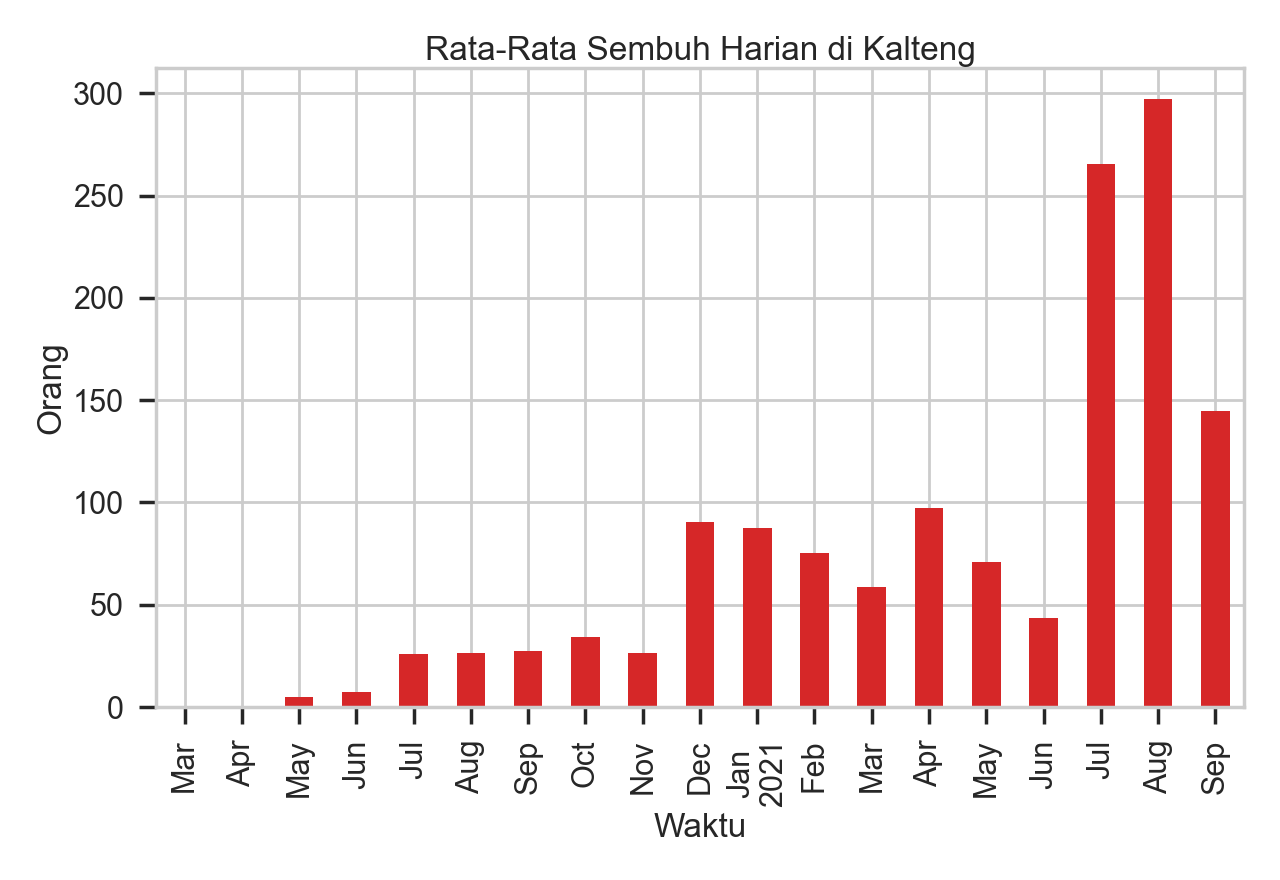 Rata-Rata Sembuh Harian di Kalteng
300
250
200
150
100
50
0
Orang
Mar
Apr
May
Jun
Jul
Aug
Sep
Oct
Nov
Dec
Jan
2021
Feb
Mar
Apr
May
Jun
Jul
Aug
Sep
Waktu